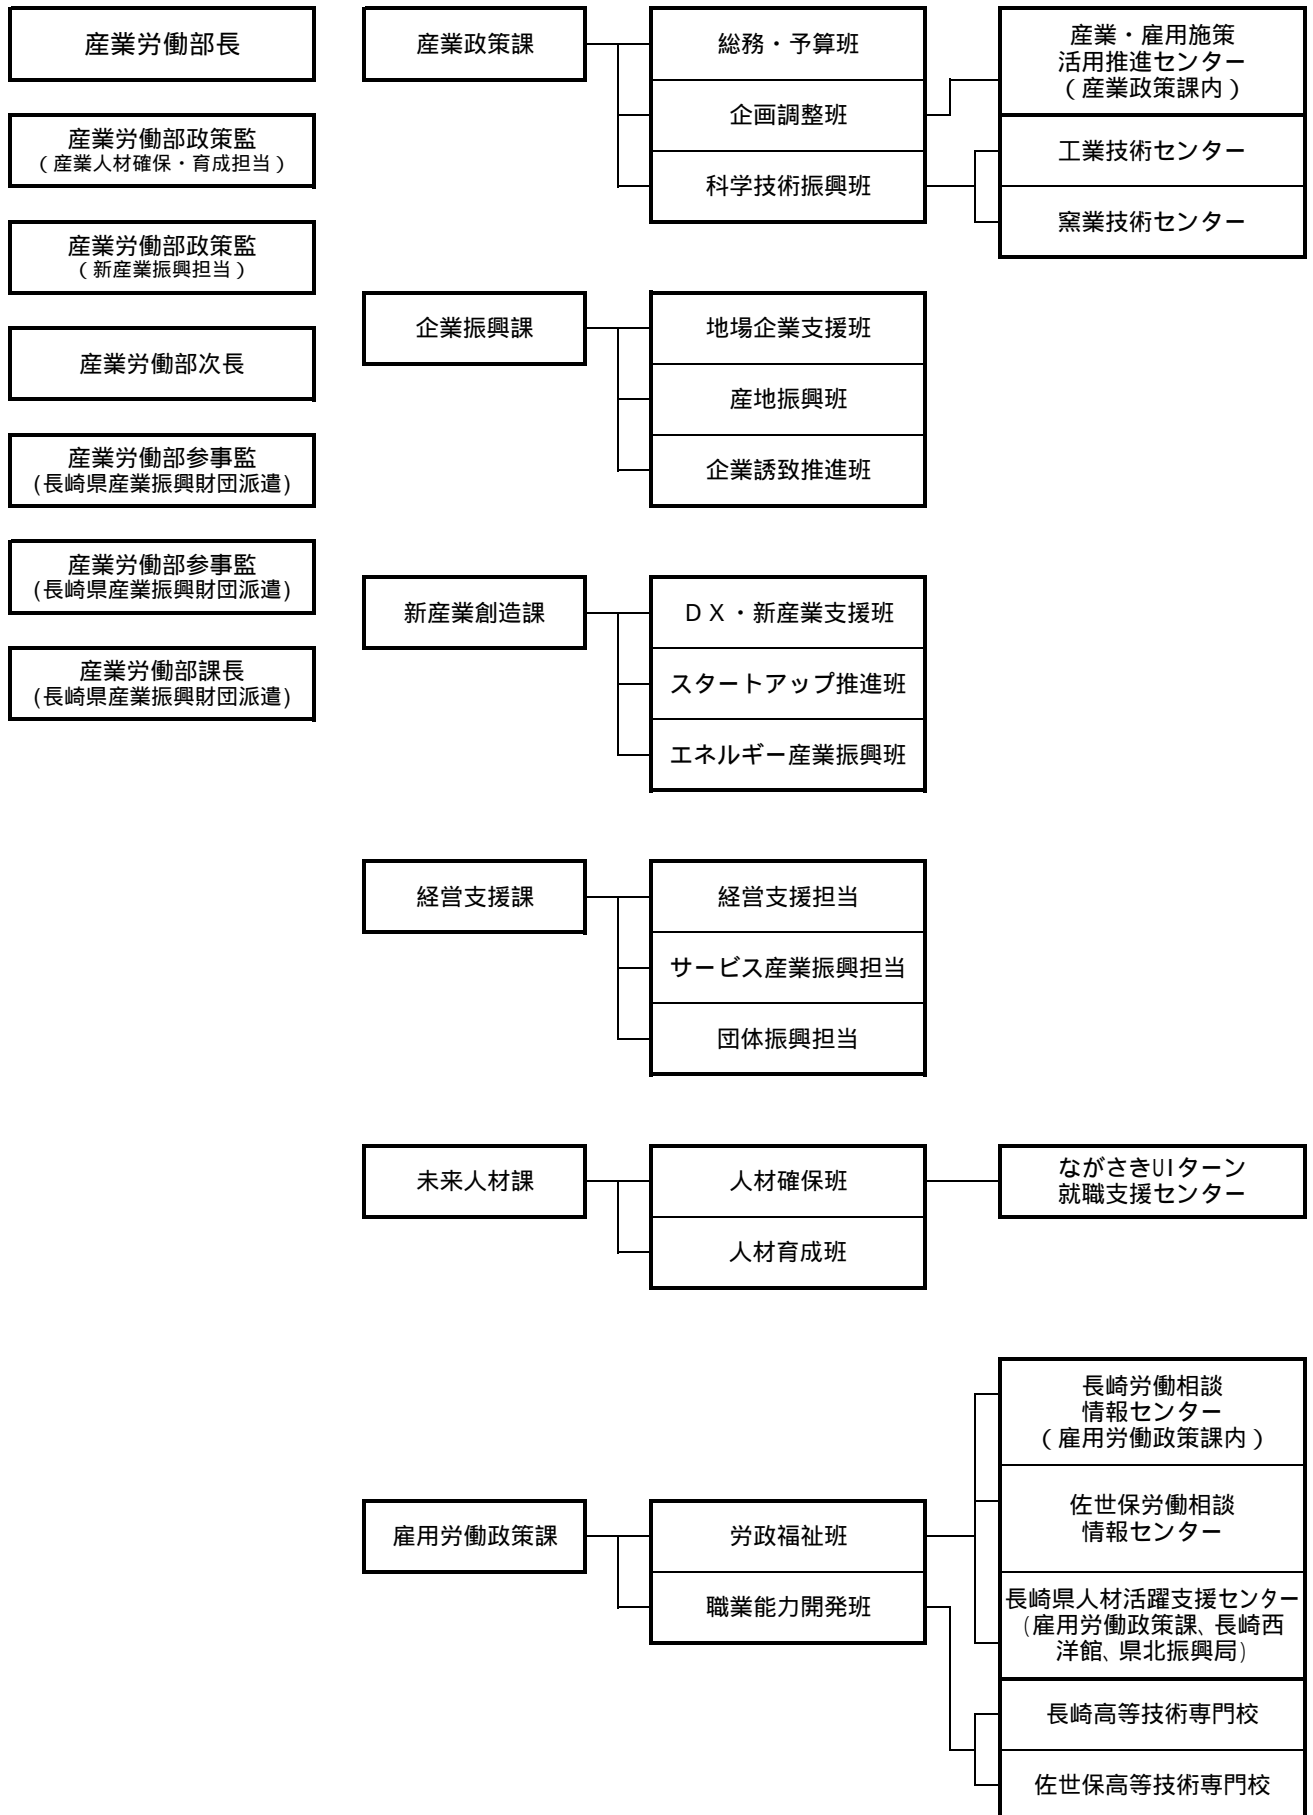 産業労働部長
産業労働部政策監
（産業人材確保・育成担当）
産業労働部政策監
（新産業振興担当）
産業労働部次長
産業労働部参事監
(長崎県産業振興財団派遣)
産業労働部参事監
(長崎県産業振興財団派遣)
産業労働部課長
(長崎県産業振興財団派遣)
産業政策課
総務・予算班
企画調整班
科学技術振興班
産業・雇用施策
活用推進センター
（産業政策課内）
工業技術センター
窯業技術センター
企業振興課
地場企業支援班
産地振興班
企業誘致推進班
新産業創造課
ＤＸ・新産業支援班
スタートアップ推進班
エネルギー産業振興班
経営支援課
経営支援担当
サービス産業振興担当
団体振興担当
未来人材課
人材確保班
人材育成班
ながさきUIターン
就職支援センター
雇用労働政策課
労政福祉班
職業能力開発班
長崎労働相談
情報センター
（雇用労働政策課内）
佐世保労働相談
情報センター
長崎県人材活躍支援センター
(雇用労働政策課、長崎西
洋館、県北振興局)
長崎高等技術専門校
佐世保高等技術専門校